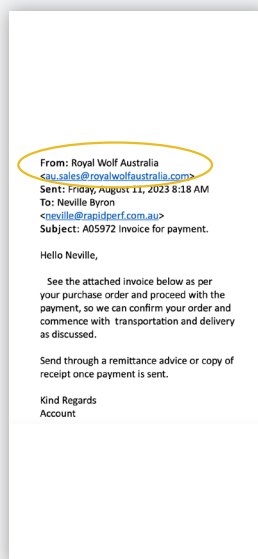 From: Royal Wolf Australia
<au.sales@royalwolfaustralia.com>
Sent: Friday, August 11, 2023 8:18 AM
To: Neville Byron
<neville@rapidperf.com.au>
Subject: A05972 Invoice for payment.
Hello Neville,
See the attached invoice below as per
your purchase order and proceed with the
payment, so we can confirm your order and
commence with transportation and delivery
as discussed.
Send through a remittance advice or copy of
receipt once payment is sent.
Kind Regards
Account